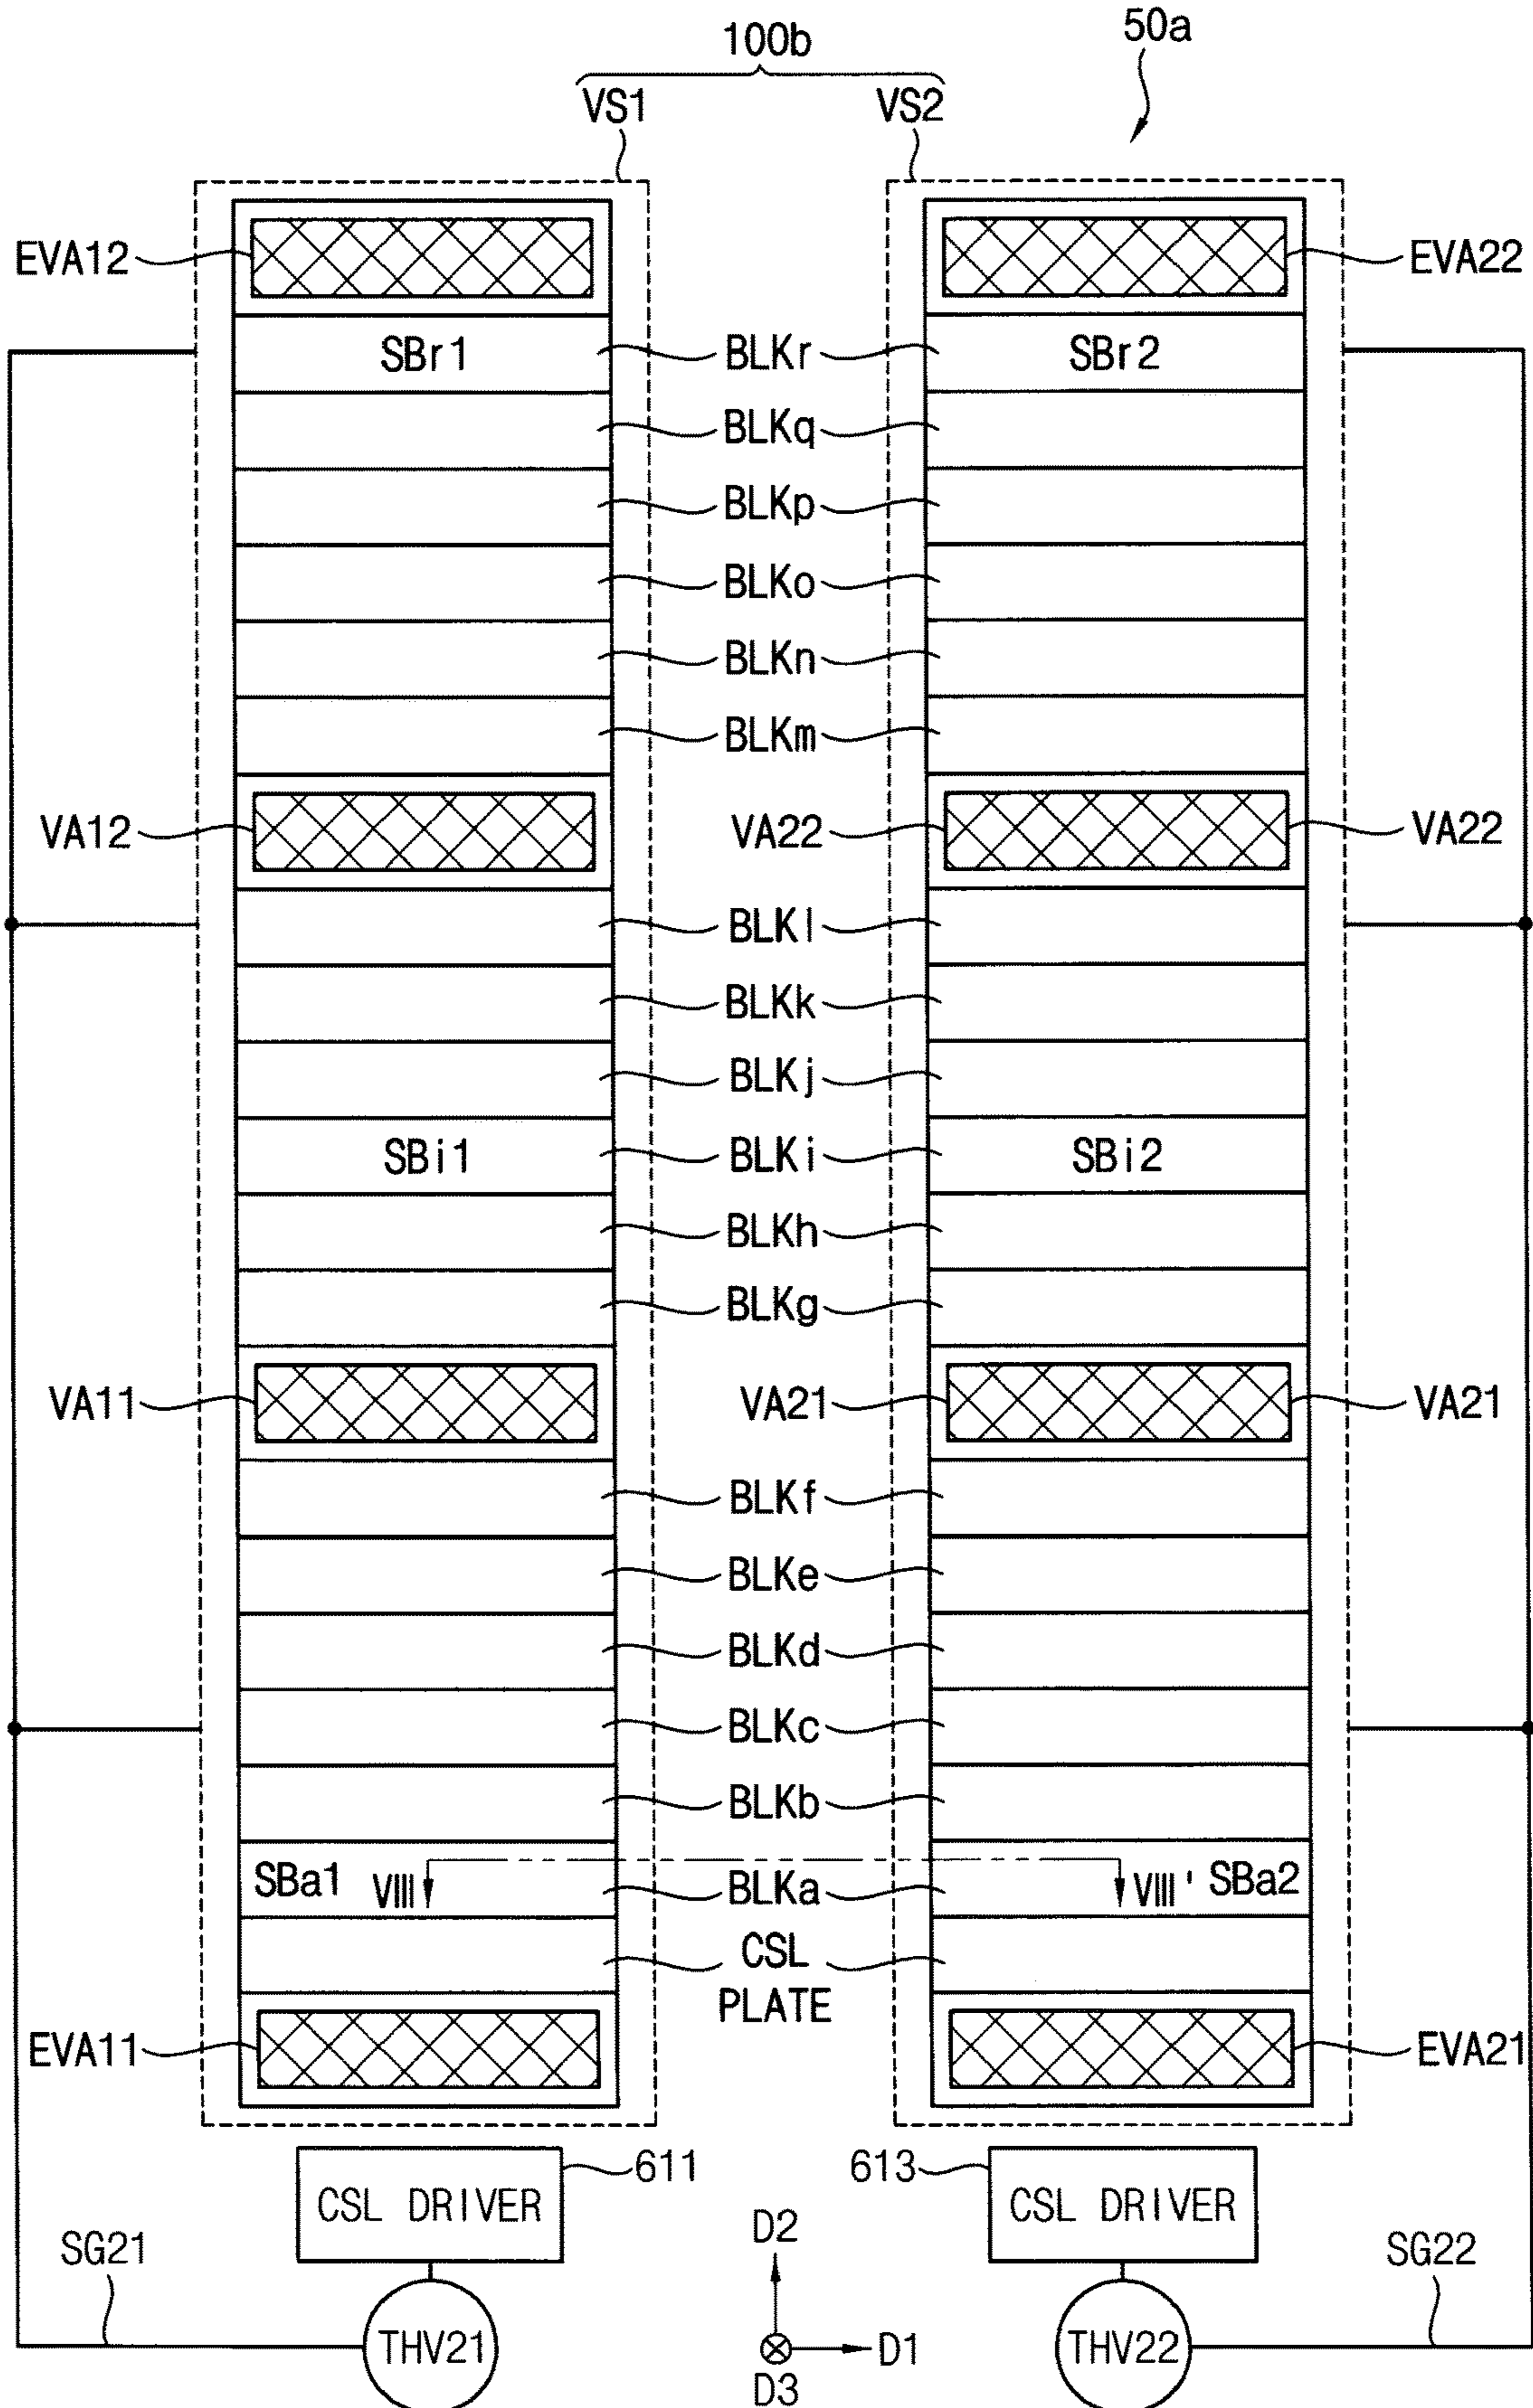 100b
50a
VS1
VS2
EVA12
EVA22
SBr1
BLKr
SBr2
BLKq
BLKp
BLKo
BLKn
BLKm
VA12
VA22
VA22
BLKl
BLKk
BLKj
SBi1
BLKi
SBi2
BLKh
BLKg
VA11
VA21
VA21
BLKf
BLKe
BLKd
BLKc
BLKb
SBa1
VIII
BLKa
VIII'
SBa2
CSL
PLATE
EVA11
EVA21
611
613
CSL DRIVER
CSL DRIVER
SG21
D2
SG22
THV21
D1
THV22
D3